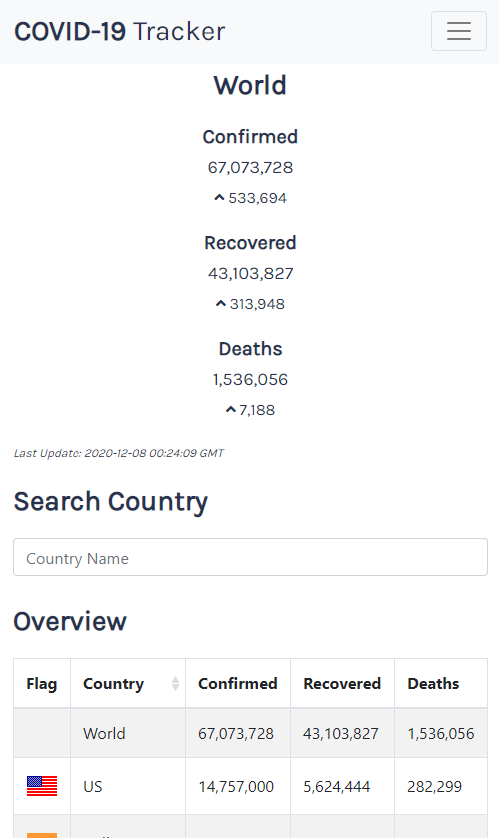 COVID-19 Tracker
World
Confirmed
67,073,728
533,694
Recovered
43,103,827
313,948
Deaths
1,536,056
7,188
Last Update: 2020-12-08 00:24:09 GMT
Search Country
Country Name
Overview
Flag Country Confirmed Recovered Deaths
World 67,073,728 43,103,827 1,536,056
US 14,757,000 5,624,444 282,299